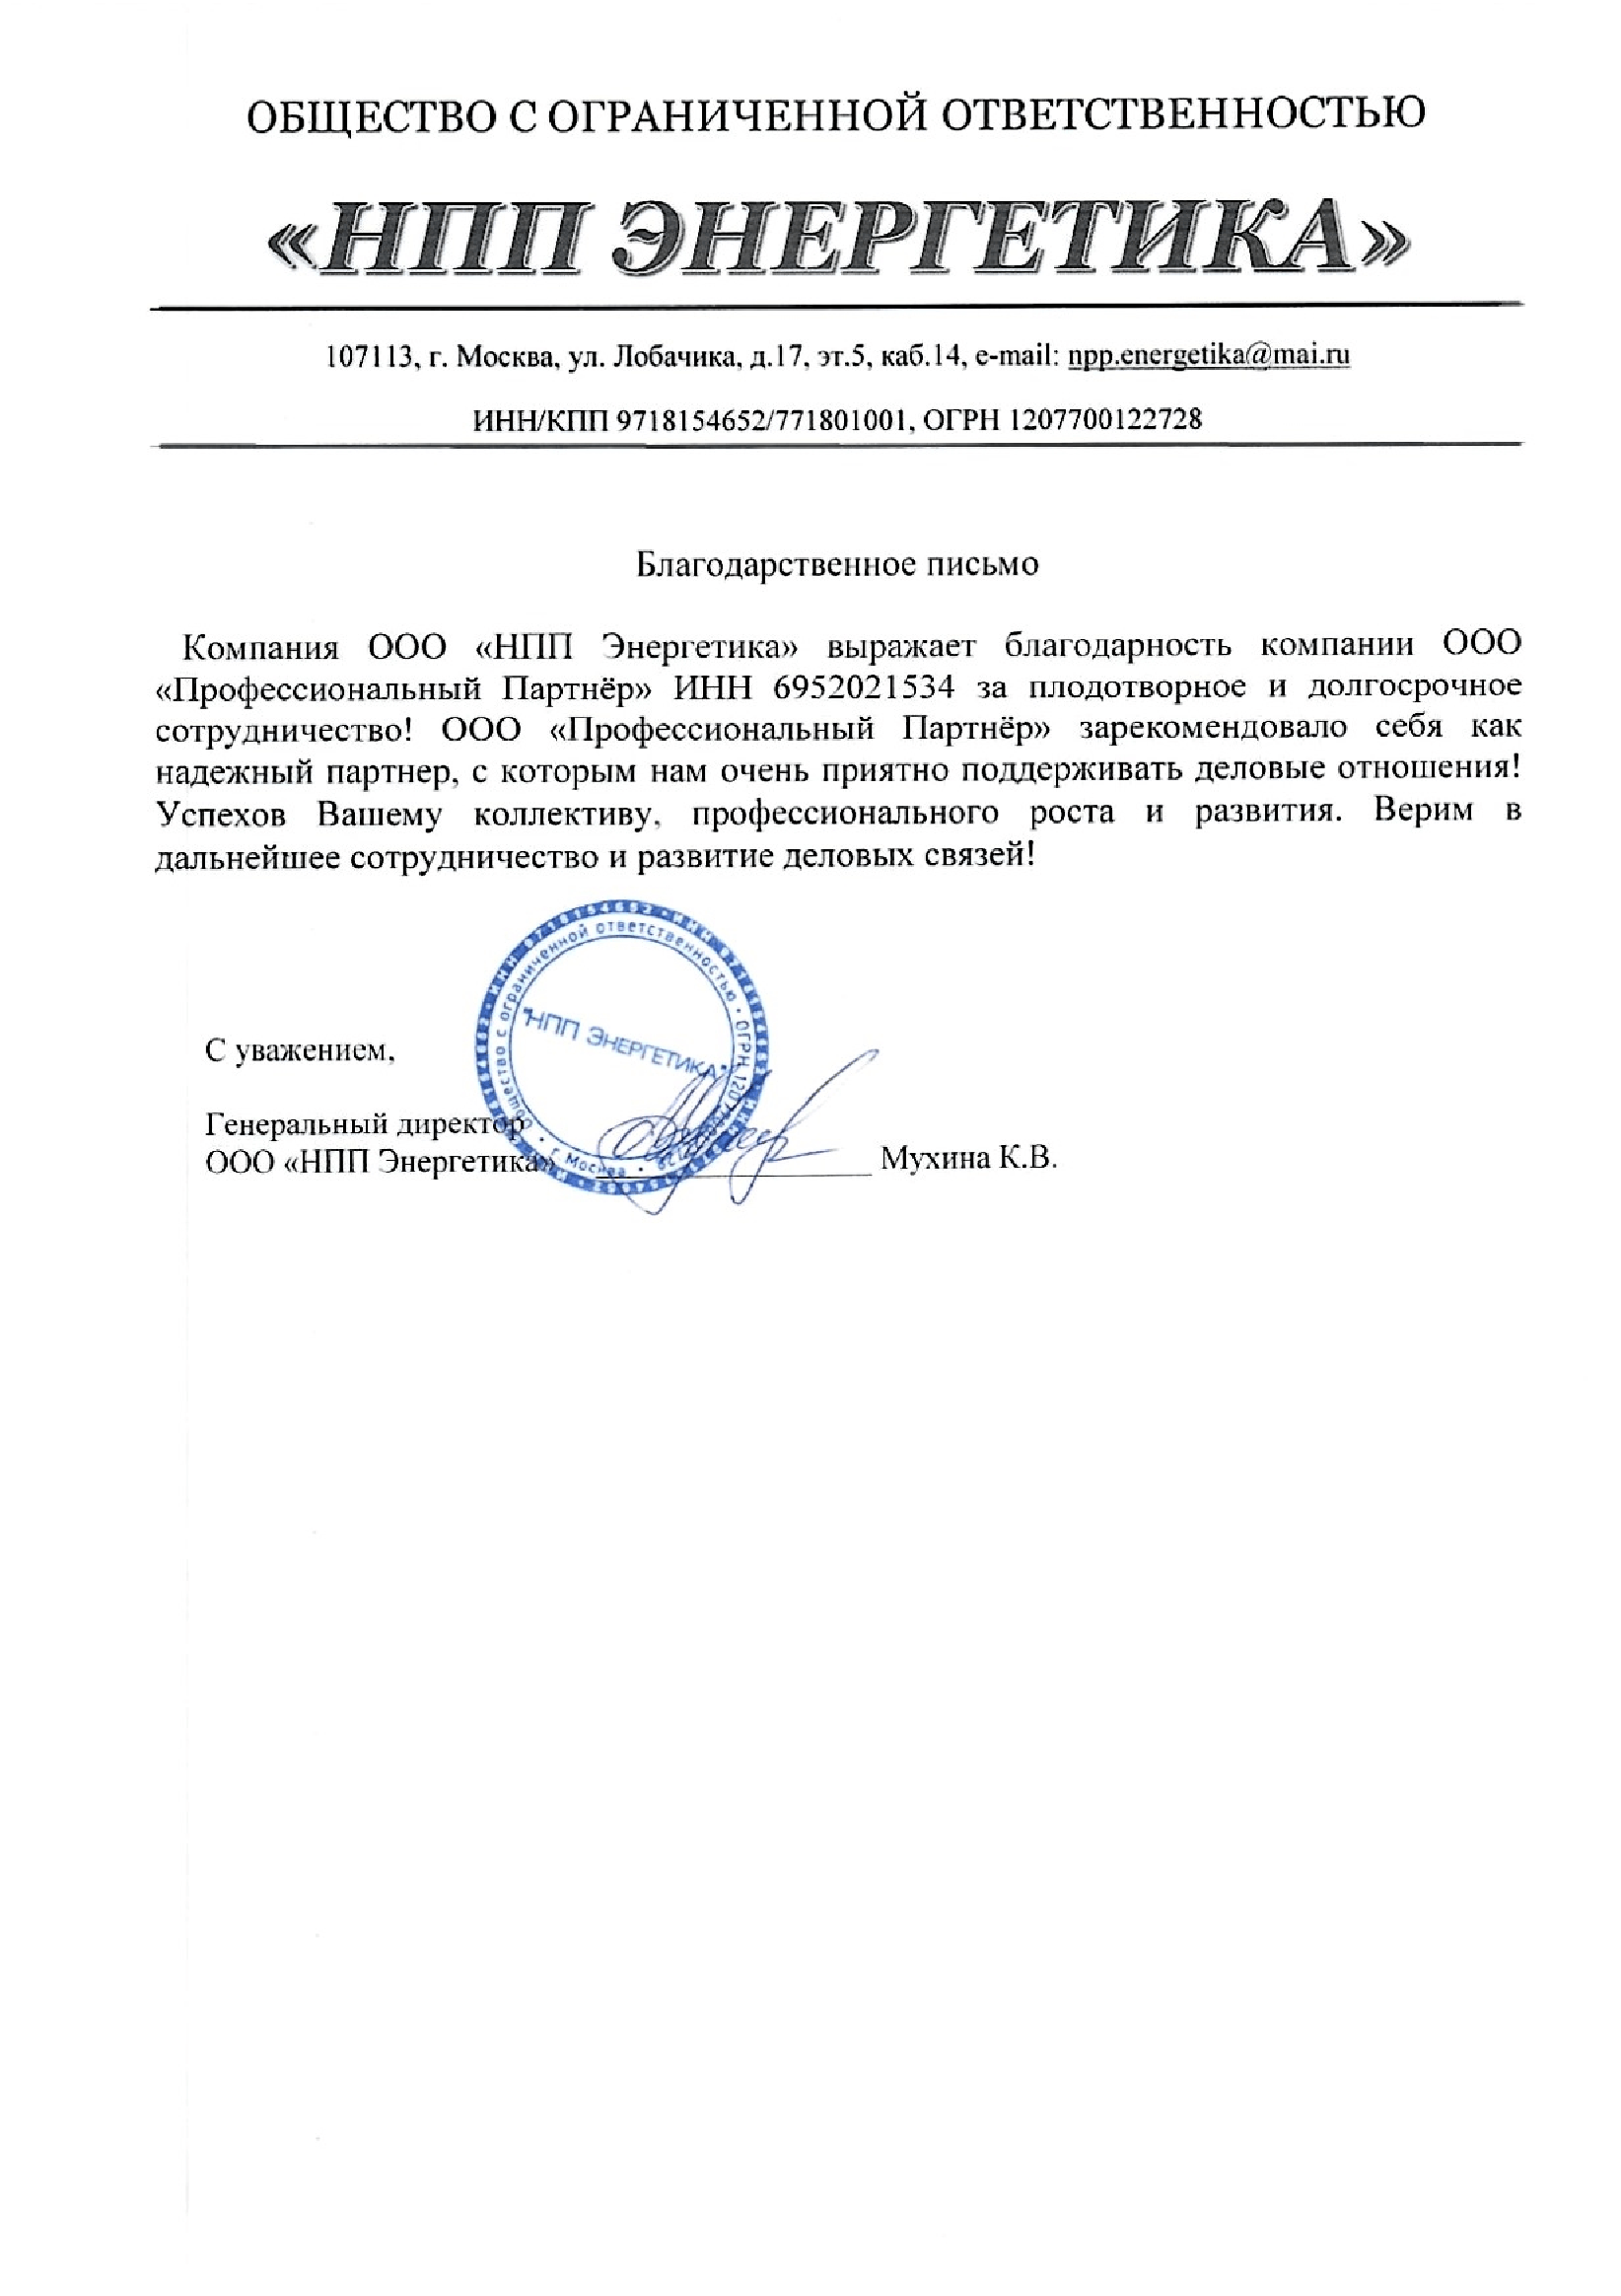 ОБЩЕСТВО С ОГРАНИЧЕННОЙ ОТВЕТСТВЕННОСТЬЮ
«НПП ЭНЕРГЕТИКА»
107113, г. Москва, ул. Лобачика, д.17, эт.5, каб.14, e-mail: npp.energetika@mai.ru
ИНН/КПП 9718154652/771801001, ОГРН 1207700122728
Благодарственное письмо
Компания ООО «НПП Энергетика» выражает благодарность компании ООО
«Профессиональный Партнёр» ИНН 6952021534 за плодотворное и долгосрочное
сотрудничество! ООО «Профессиональный Партнёр» зарекомендовало себя как
надежный партнер, с которым нам очень приятно поддерживать деловые отношения!
Успехов Вашему коллективу, профессионального роста и развития. Верим в
дальнейшее сотрудничество и развитие деловых связей!
С уважением,
Генеральный директор
ООО «НПП Энергетика» Мухина К.В.
общество с ограниченной ответственностью • ОГРН
г. Москва
"НПП ЭНЕРГЕТИКА"